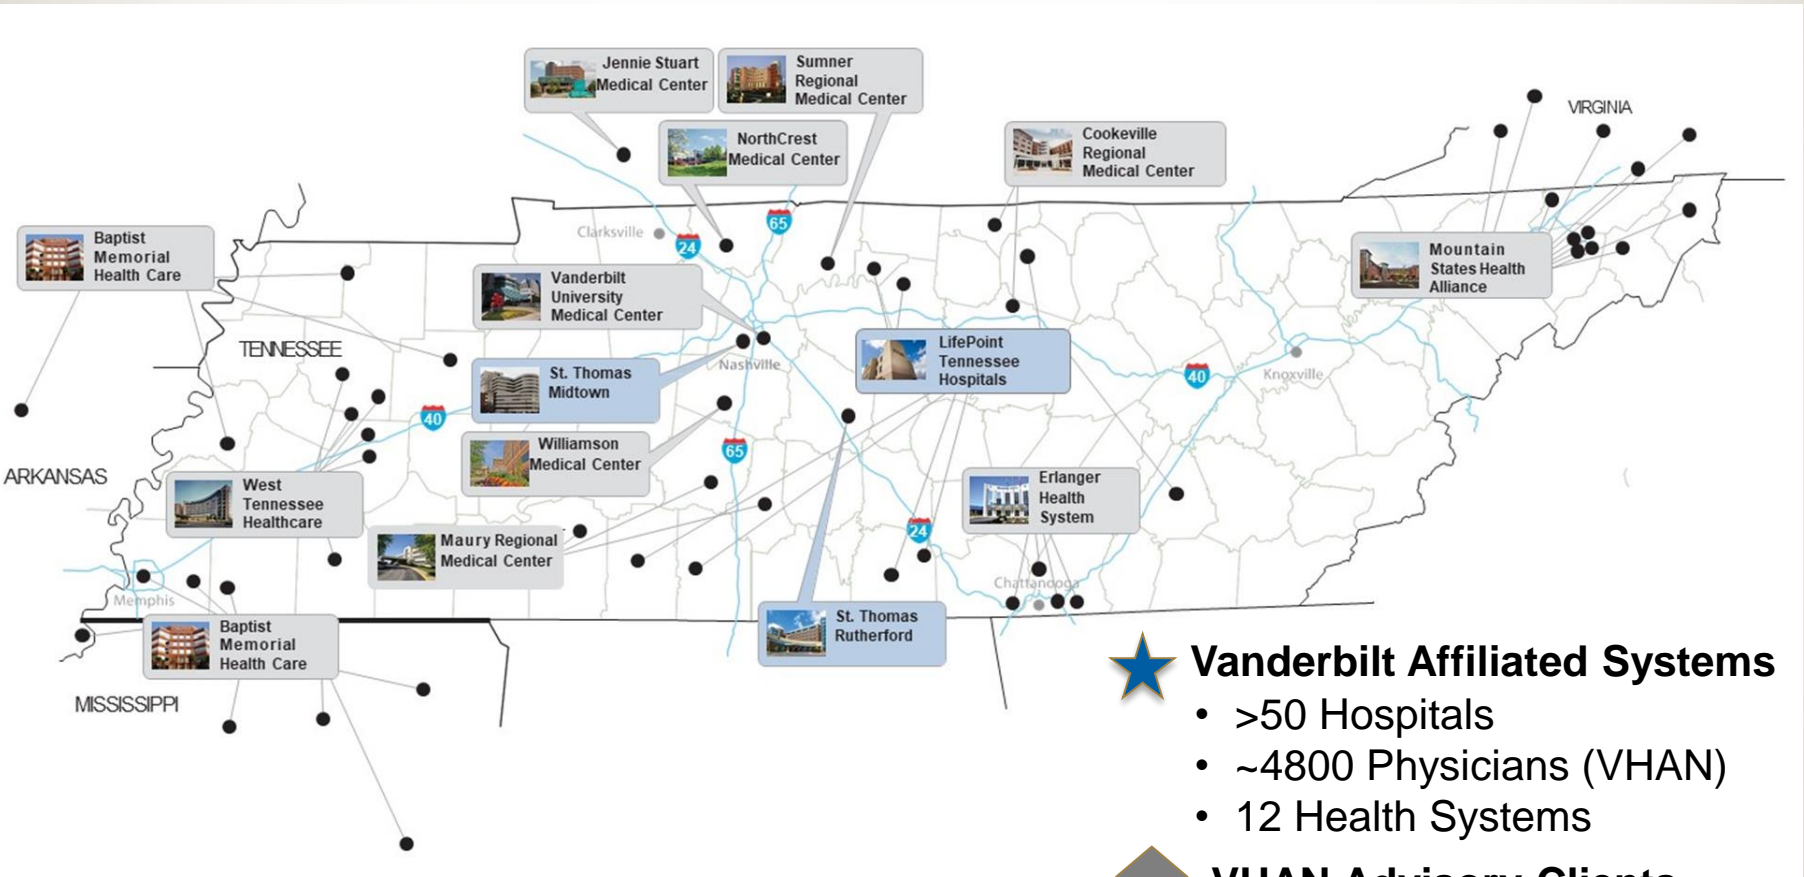 Jennie Stuart
Medical Center
Sumner
Regional
Medical Center
NorthCrest
Medical Center
Cookeville
Regional
Medical Center
VIRGINIA
Baptist
Memorial
Health Care
Clarksville
24
65
Vanderbilt
University
Medical Center
Mountain
States Health
Alliance
TENNESSEE
Nashville
LifePoint
Tennessee
Hospitals
St. Thomas
Midtown
40
Knoxville
40
Williamson
Medical Center
65
ARKANSAS
West
Tennessee
Healthcare
Erlanger
Health
System
Maury Regional
Medical Center
24
Chattanooga
Memphis
Baptist
Memorial
Health Care
St. Thomas
Rutherford
MISSISSIPPI
Vanderbilt Affiliated Systems
• >50 Hospitals
• ~4800 Physicians (VHAN)
• 12 Health Systems
VHAN Advisory Clients